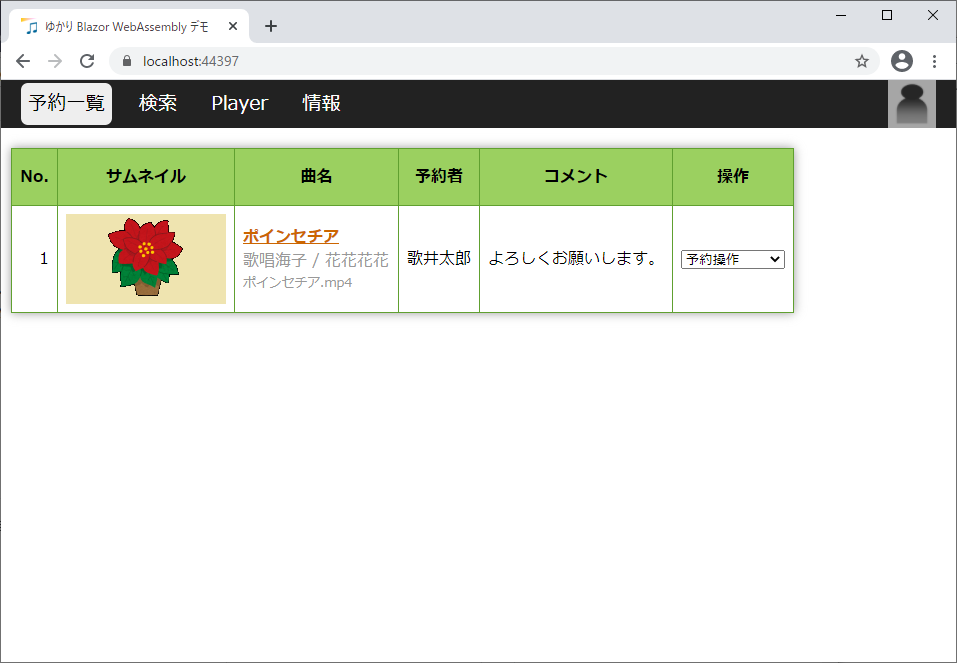 ゆかり Blazor WebAssembly デモ
localhost:44397
予約一覧 検索 Player 情報
No. サムネイル 曲名 予約者 コメント 操作
1
ポインセチア
歌唱海子 / 花花花花
ポインセチア.mp4
歌井太郎
よろしくお願いします。
予約操作